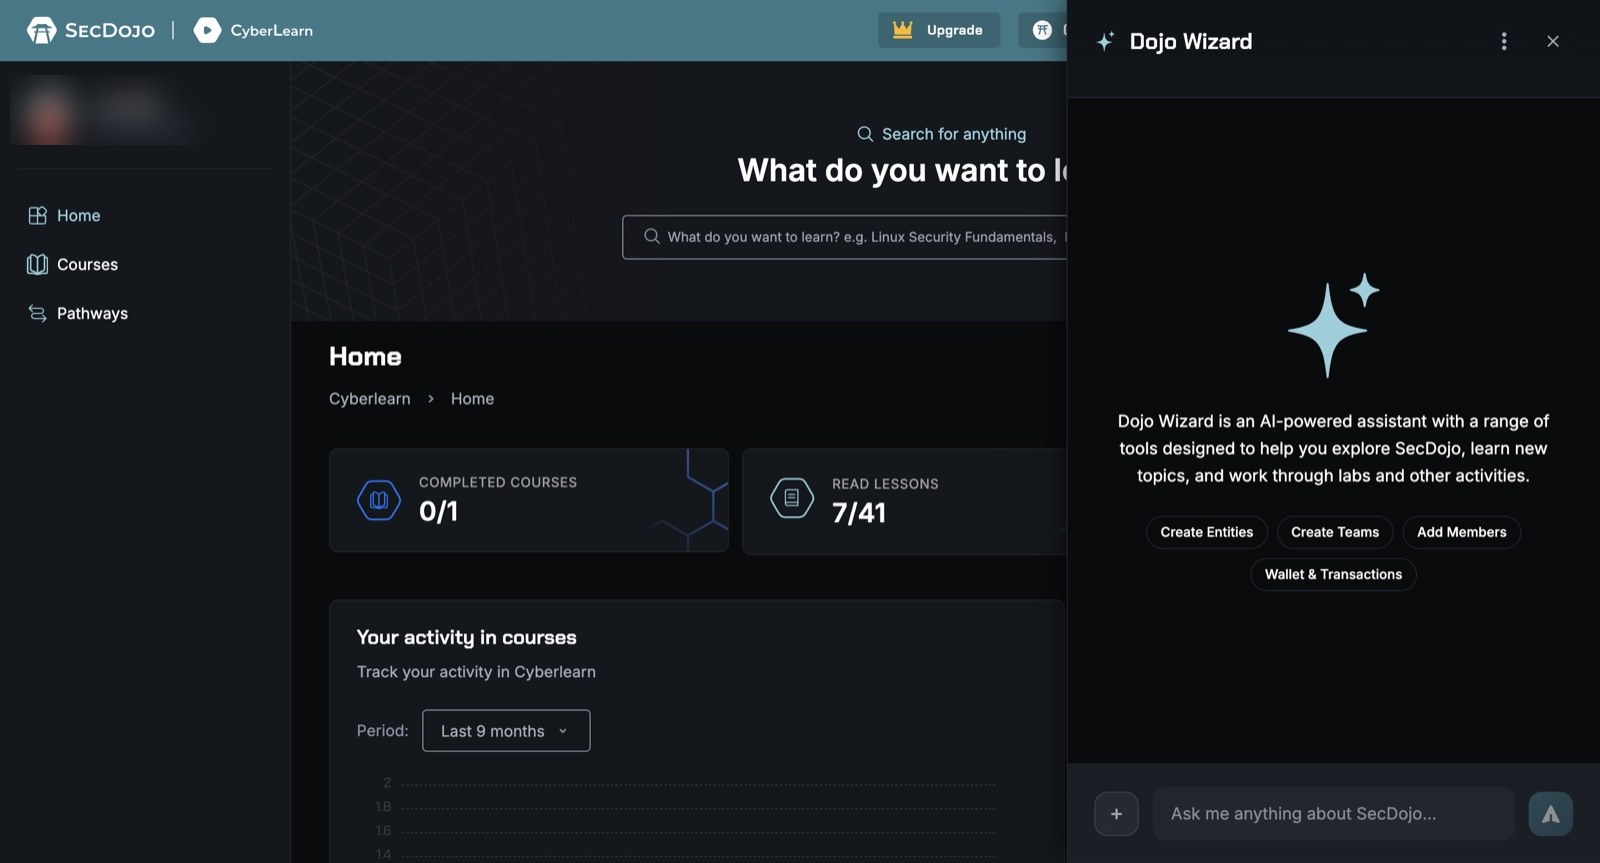 SECDOJO | CyberLearn
Upgrade
Home
Courses
Pathways
Search for anything
What do you want to
What do you want to learn? e.g. Linux Security Fundamentals,
Home
Cyberlearn > Home
COMPLETED COURSES
0/1
READ LESSONS
7/41
Your activity in courses
Track your activity in Cyberlearn
Period: Last 9 months
2
1.8
1.6
1.4
Dojo Wizard
Dojo Wizard is an AI-powered assistant with a range of
tools designed to help you explore SecDojo, learn new
topics, and work through labs and other activities.
Create Entities Create Teams Add Members
Wallet & Transactions
Ask me anything about SecDojo...